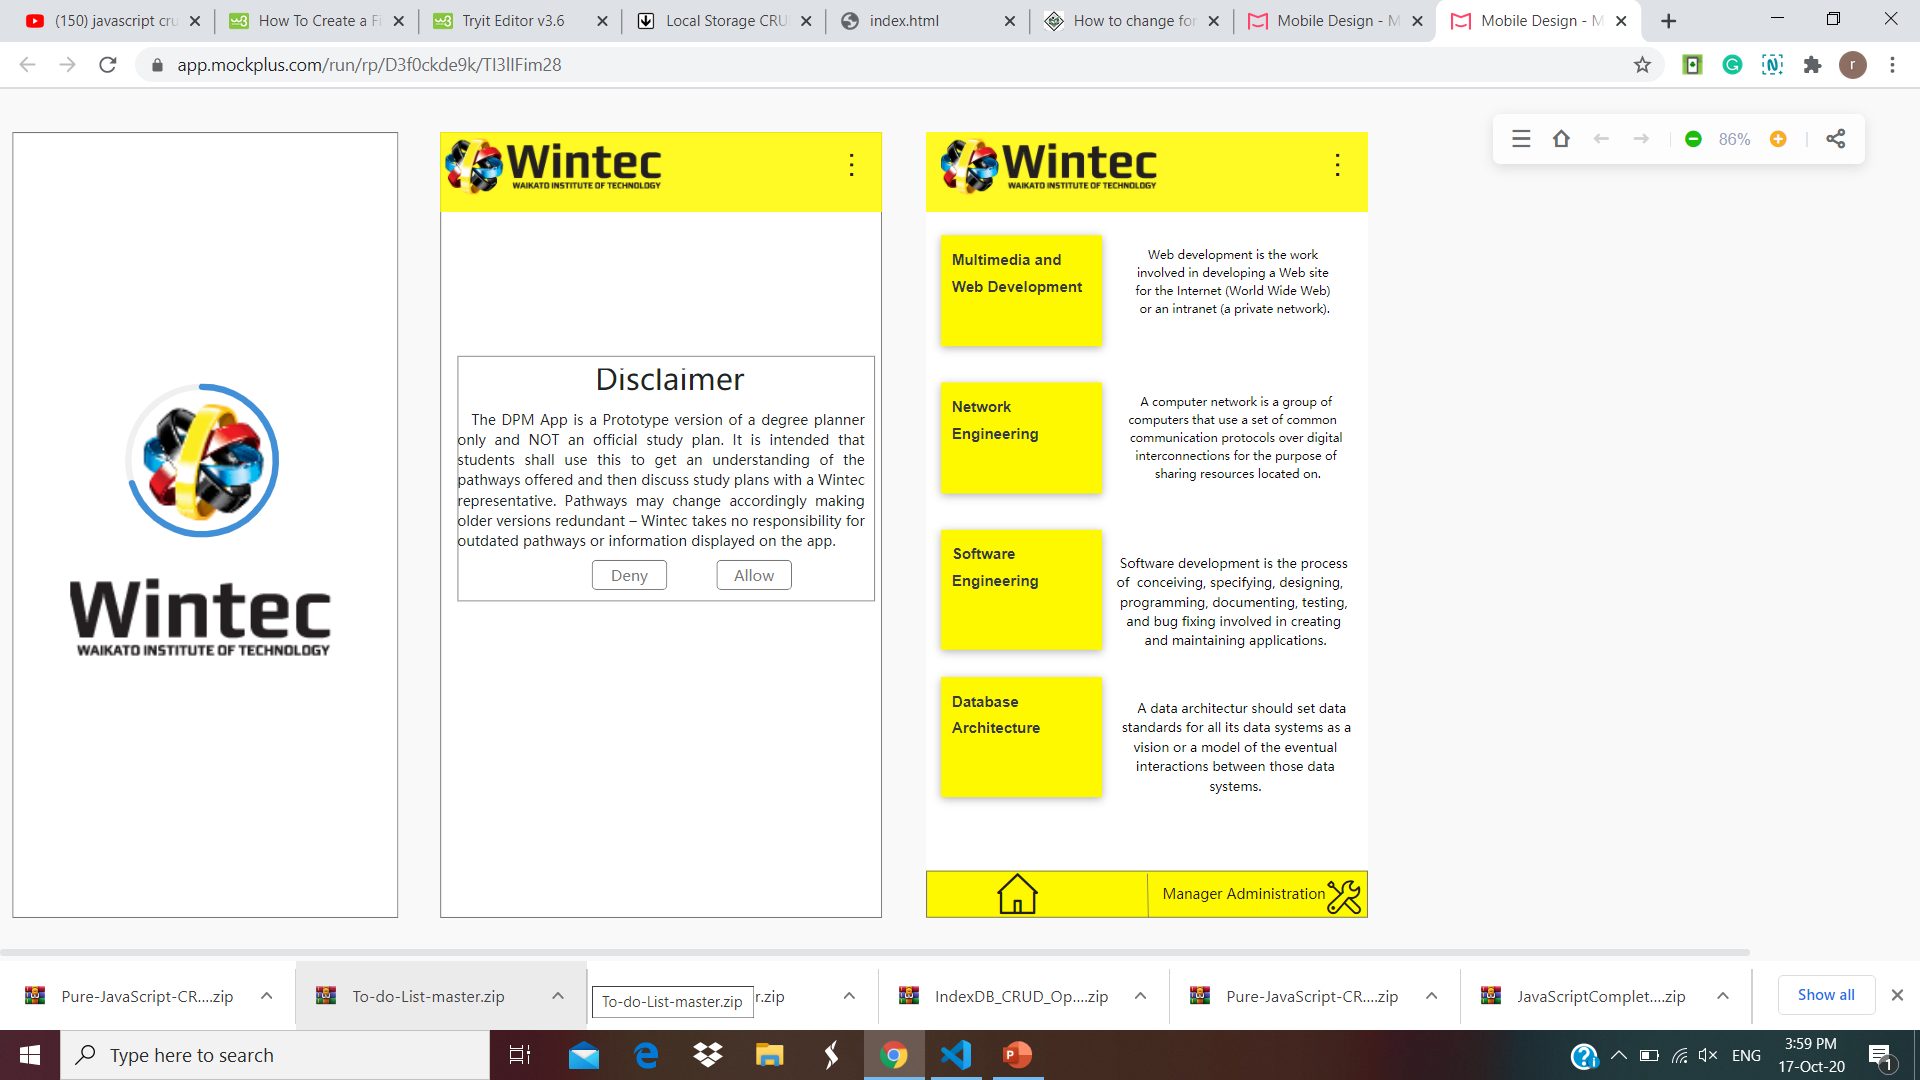 (150) javascript cru
How To Create a Fi
Tryit Editor v3.6
Local Storage CRU
index.html
How to change for
Mobile Design - M
Mobile Design - M
app.mockplus.com/run/rp/D3f0ckde9k/TI3lIFim28
r
86%
Wintec
WAIKATO INSTITUTE OF TECHNOLOGY
Wintec
WAIKATO INSTITUTE OF TECHNOLOGY
Disclaimer
The DPM App is a Prototype version of a degree planner
only and NOT an official study plan. It is intended that
students shall use this to get an understanding of the
pathways offered and then discuss study plans with a Wintec
representative. Pathways may change accordingly making
older versions redundant – Wintec takes no responsibility for
outdated pathways or information displayed on the app.
Deny
Allow
Wintec
WAIKATO INSTITUTE OF TECHNOLOGY
Multimedia and
Web Development
Web development is the work
involved in developing a Web site
for the Internet (World Wide Web)
or an intranet (a private network).
Network
Engineering
A computer network is a group of
computers that use a set of common
communication protocols over digital
interconnections for the purpose of
sharing resources located on.
Software
Engineering
Software development is the process
of conceiving, specifying, designing,
programming, documenting, testing,
and bug fixing involved in creating
and maintaining applications.
Database
Architecture
A data architectur should set data
standards for all its data systems as a
vision or a model of the eventual
interactions between those data
systems.
Manager Administration
Pure-JavaScript-CR....zip
To-do-List-master.zip
To-do-List-master.zip
r.zip
IndexDB_CRUD_Op....zip
Pure-JavaScript-CR....zip
JavaScriptComplet....zip
Show all
Type here to search
ENG
3:59 PM
17-Oct-20
1